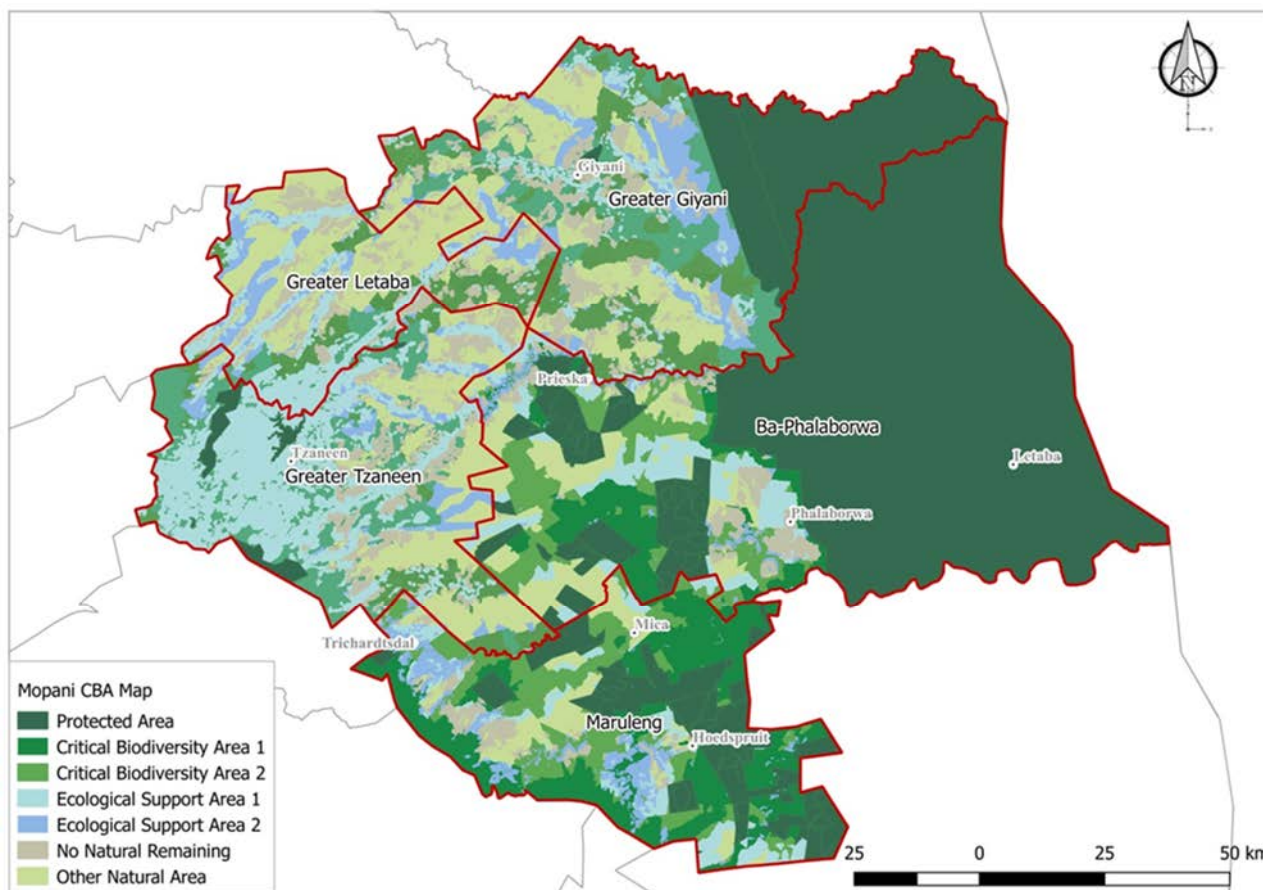 N
Giyani
Greater Giyani
Greater Letaba
Prieska
Ba-Phalaborwa
Letaba
Tzaneen
Greater Tzaneen
Phalaborwa
Mica
Trichardtsdal
Maruleng
Hoedspruit
Mopani CBA Map
Protected Area
Critical Biodiversity Area 1
Critical Biodiversity Area 2
Ecological Support Area 1
Ecological Support Area 2
No Natural Remaining
Other Natural Area
25 0 25 50 km